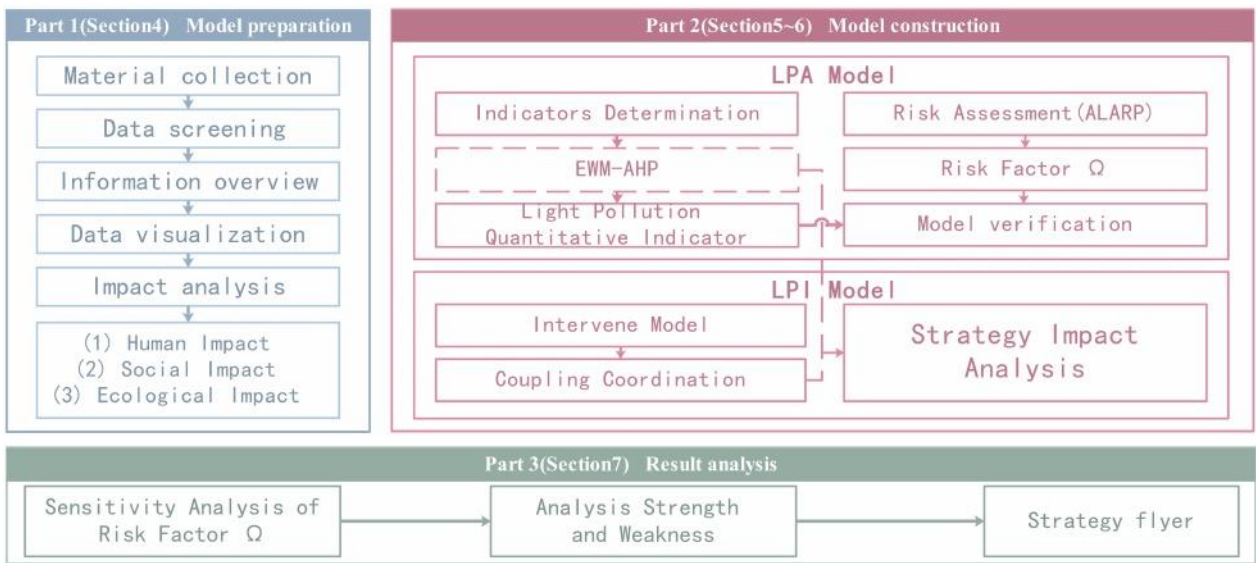 Part 1(Section4) Model preparation
Material collection
Data screening
Information overview
Data visualization
Impact analysis
(1) Human Impact
(2) Social Impact
(3) Ecological Impact
Part 2(Section5~6) Model construction
LPA Model
Indicators Determination
EWM-AHP
Light Pollution
Quantitative Indicator
Risk Assessment(ALARP)
Risk Factor Ω
Model verification
LPI Model
Intervene Model
Coupling Coordination
Strategy Impact
Analysis
Part 3(Section7) Result analysis
Sensitivity Analysis of
Risk Factor Ω
Analysis Strength
and Weakness
Strategy flyer